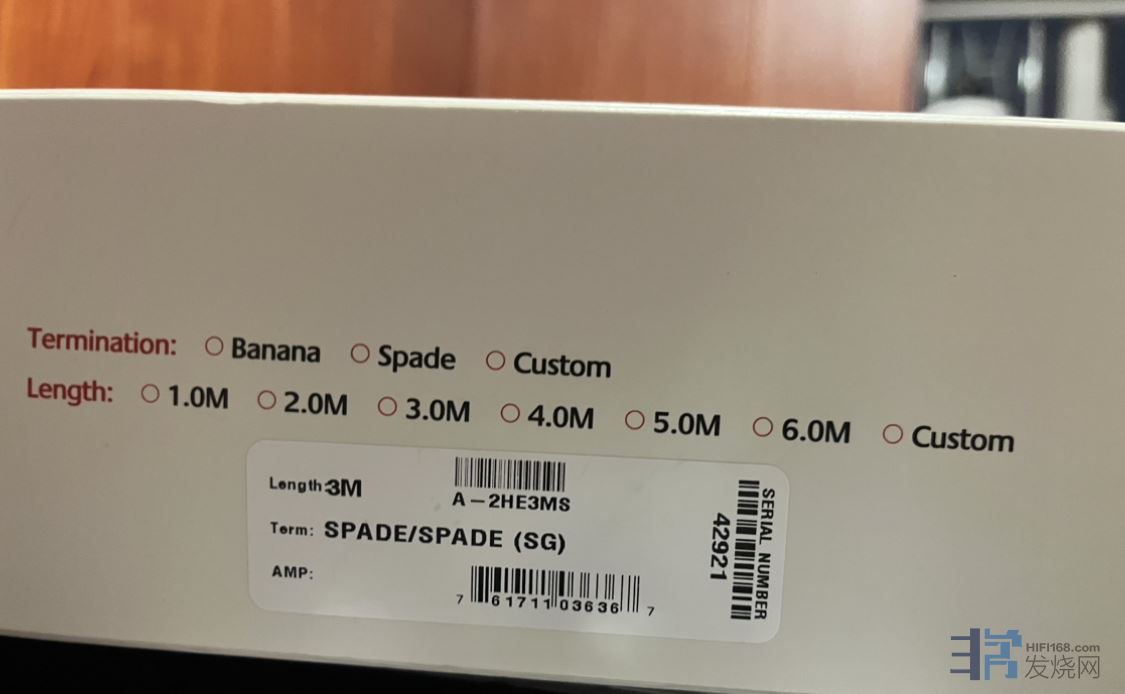 Termination: Banana Spade Custom
Length: 1.0M 2.0M 3.0M 4.0M 5.0M 6.0M Custom
Length 3M
A-2HE3MS
Term: SPADE/SPADE (SG)
AMP:
7 61711 03636 7
SERIAL NUMBER
42921
HIFI168.com
发烧网